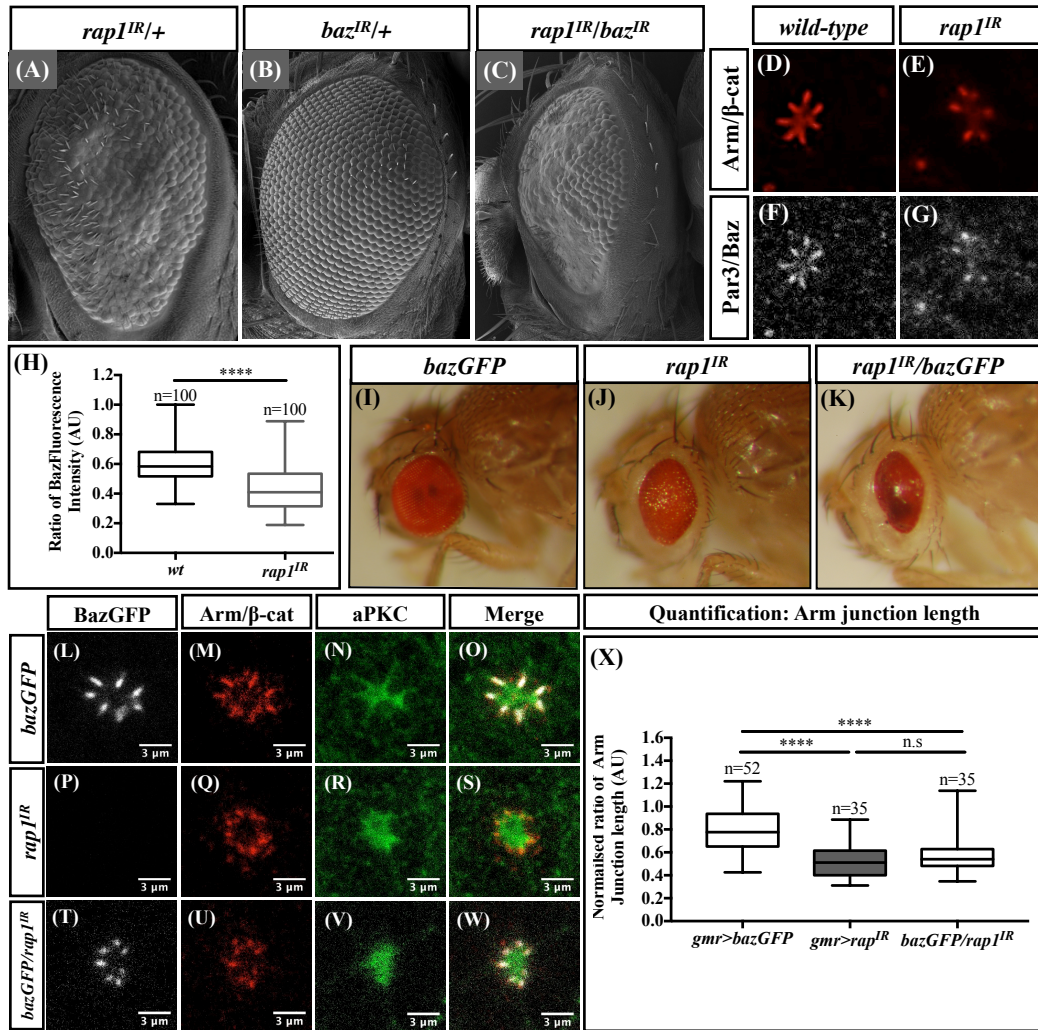 rap1IR/+
bazIR/+
rap1IR/bazIR
wild-type
rap1IR
(A)
(B)
(C)
(D)
(E)
Arm/β-cat
(F)
(G)
Par3/Baz
(H)
Ratio of BazFluorescence
Intensity (AU)
1.2
1.0
0.8
0.6
0.4
0.2
0.0
****
n=100
n=100
wt
rap1IR
bazGFP
rap1IR
rap1IR/bazGFP
(I)
(J)
(K)
BazGFP
Arm/β-cat
aPKC
Merge
bazGFP
(L)
(M)
(N)
(O)
3 μm
3 μm
3 μm
3 μm
rap1IR
(P)
(Q)
(R)
(S)
3 μm
3 μm
3 μm
3 μm
bazGFP/rap1IR
(T)
(U)
(V)
(W)
3 μm
3 μm
3 μm
3 μm
Quantification: Arm junction length
(X)
Normailsed ratio of Arm
Junction length (AU)
1.6
1.4
1.2
1.0
0.8
0.6
0.4
0.2
0.0
****
****
n.s
n=52
n=35
n=35
gmr>bazGFP
gmr>rapIR
bazGFP/rap1IR